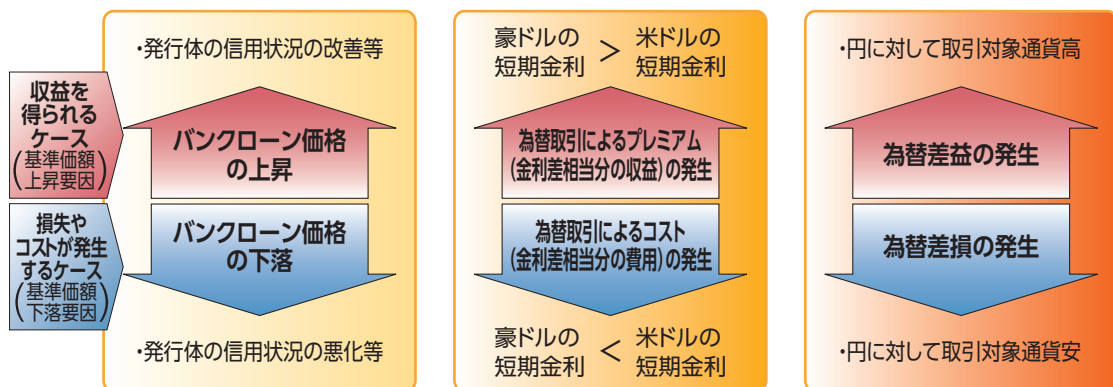 収益を
得られる
ケース
(基準価額
上昇要因)
損失や
コストが発生
するケース
(基準価額
下落要因)
・発行体の信用状況の改善等
バンクローン価格
の上昇
バンクローン価格
の下落
・発行体の信用状況の悪化等
豪ドルの
短期金利
>
米ドルの
短期金利
為替取引によるプレミアム
(金利差相当分の収益)の発生
為替取引によるコスト
(金利差相当分の費用)の発生
豪ドルの
短期金利
<
米ドルの
短期金利
・円に対して取引対象通貨高
為替差益の発生
為替差損の発生
・円に対して取引対象通貨安